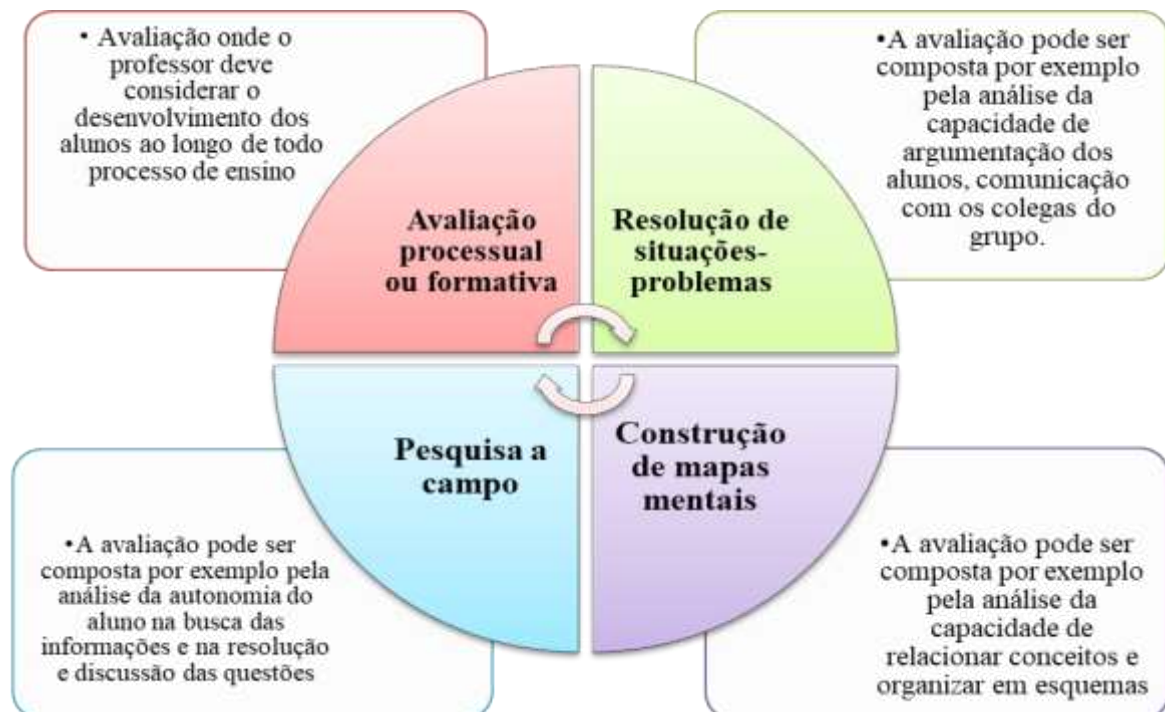 • Avaliação onde o
professor deve
considerar o
desenvolvimento dos
alunos ao longo de todo
processo de ensino
Avaliação
processual
ou formativa
Resolução de
situações-
problemas
•A avaliação pode ser
composta por exemplo
pela análise da
capacidade de
argumentação dos
alunos, comunicação
com os colegas do
grupo.
Pesquisa a
campo
•A avaliação pode ser
composta por exemplo pela
análise da autonomia do
aluno na busca das
informações e na resolução
e discussão das questões
Construção
de mapas
mentais
•A avaliação pode ser
composta por exemplo
pela análise da
capacidade de
relacionar conceitos e
organizar em esquemas